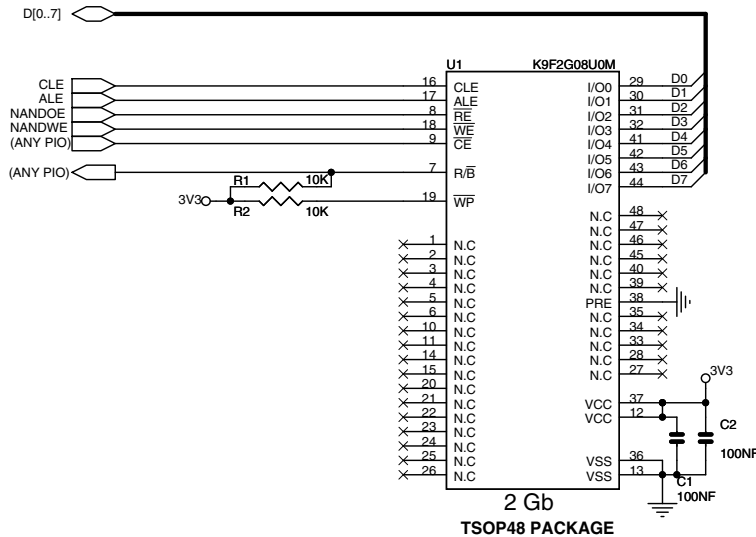 D[0..7]
U1 K9F2G08U0M
CLE 16 CLE I/O0 29 D0
ALE 17 ALE I/O1 30 D1
NANDOE 8 RE I/O2 31 D2
NANDWE 18 WE I/O3 32 D3
(ANY PIO) 9 CE I/O4 41 D4
I/O5 42 D5
(ANY PIO) 7 R/B I/O6 43 D6
I/O7 44 D7
R1 10K
3V3 R2 10K 19 WP
N.C 48
N.C 47
1 N.C N.C 46
2 N.C N.C 45
3 N.C N.C 40
4 N.C N.C 39
5 N.C PRE 38
6 N.C N.C 35
10 N.C N.C 34
11 N.C N.C 33
14 N.C N.C 28
15 N.C N.C 27
20 N.C 3V3
21 N.C VCC 37
22 N.C VCC 12
23 N.C C2
24 N.C 100NF
25 N.C VSS 36
26 N.C VSS 13
C1
100NF
2 Gb
TSOP48 PACKAGE